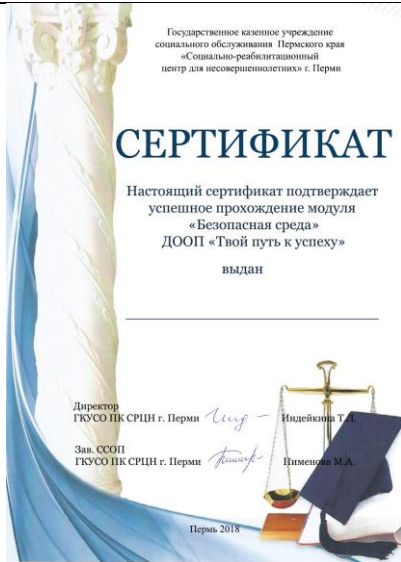 Государственное казенное учреждение
социального обслуживания Пермского края
«Социально-реабилитационный
центр для несовершеннолетних» г. Перми
СЕРТИФИКАТ
Настоящий сертификат подтверждает
успешное прохождение модуля
«Безопасная среда»
ДООП «Твой путь к успеху»
выдан
Директор
ГКУСО ПК СРЦН г. Перми Индейкина Т.Л.
Зав. ССОП
ГКУСО ПК СРЦН г. Перми Пименова М.А.
Пермь 2018